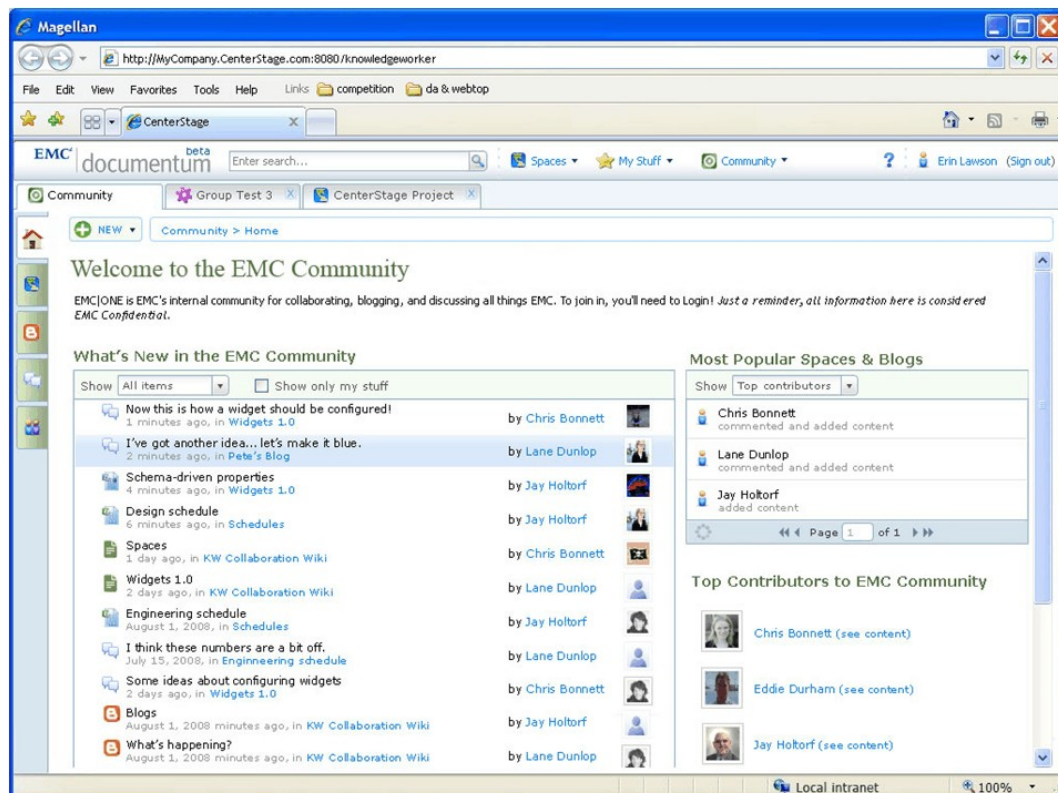 Magellan
http://MyCompany.CenterStage.com:8080/knowledgeworker
File Edit View Favorites Tools Help Links competition da & webtop
CenterStage X
EMC² documentum beta Enter search... Spaces My Stuff Community ? Erin Lawson (Sign out)
Community Group Test 3 X CenterStage Project X
NEW Community > Home
Welcome to the EMC Community
EMC|ONE is EMC's internal community for collaborating, blogging, and discussing all things EMC. To join in, you'll need to Login! Just a reminder, all information here is considered
EMC Confidential.
What's New in the EMC Community
Show All items Show only my stuff
Now this is how a widget should be configured!
1 minutes ago, in Widgets 1.0
by Chris Bonnett
I've got another idea... let's make it blue.
2 minutes ago, in Pete's Blog
by Lane Dunlop
Schema-driven properties
4 minutes ago, in Widgets 1.0
by Jay Holtorf
Design schedule
6 minutes ago, in Schedules
by Jay Holtorf
Spaces
1 day ago, in KW Collaboration Wiki
by Chris Bonnett
Widgets 1.0
2 days ago, in KW Collaboration Wiki
by Lane Dunlop
Engineering schedule
August 1, 2008, in Schedules
by Jay Holtorf
I think these numbers are a bit off.
July 15, 2008, in Enginneering schedule
by Lane Dunlop
Some ideas about configuring widgets
2 days ago, in Widgets 1.0
by Chris Bonnett
Blogs
August 1, 2008 minutes ago, in KW Collaboration Wiki
by Jay Holtorf
What's happening?
August 1, 2008 minutes ago, in KW Collaboration Wiki
by Lane Dunlop
Most Popular Spaces & Blogs
Show Top contributors
Chris Bonnett
commented and added content
Lane Dunlop
commented and added content
Jay Holtorf
added content
Page 1 of 1
Top Contributors to EMC Community
Chris Bonnett (see content)
Eddie Durham (see content)
Jay Holtorf (see content)
Local intranet 100%